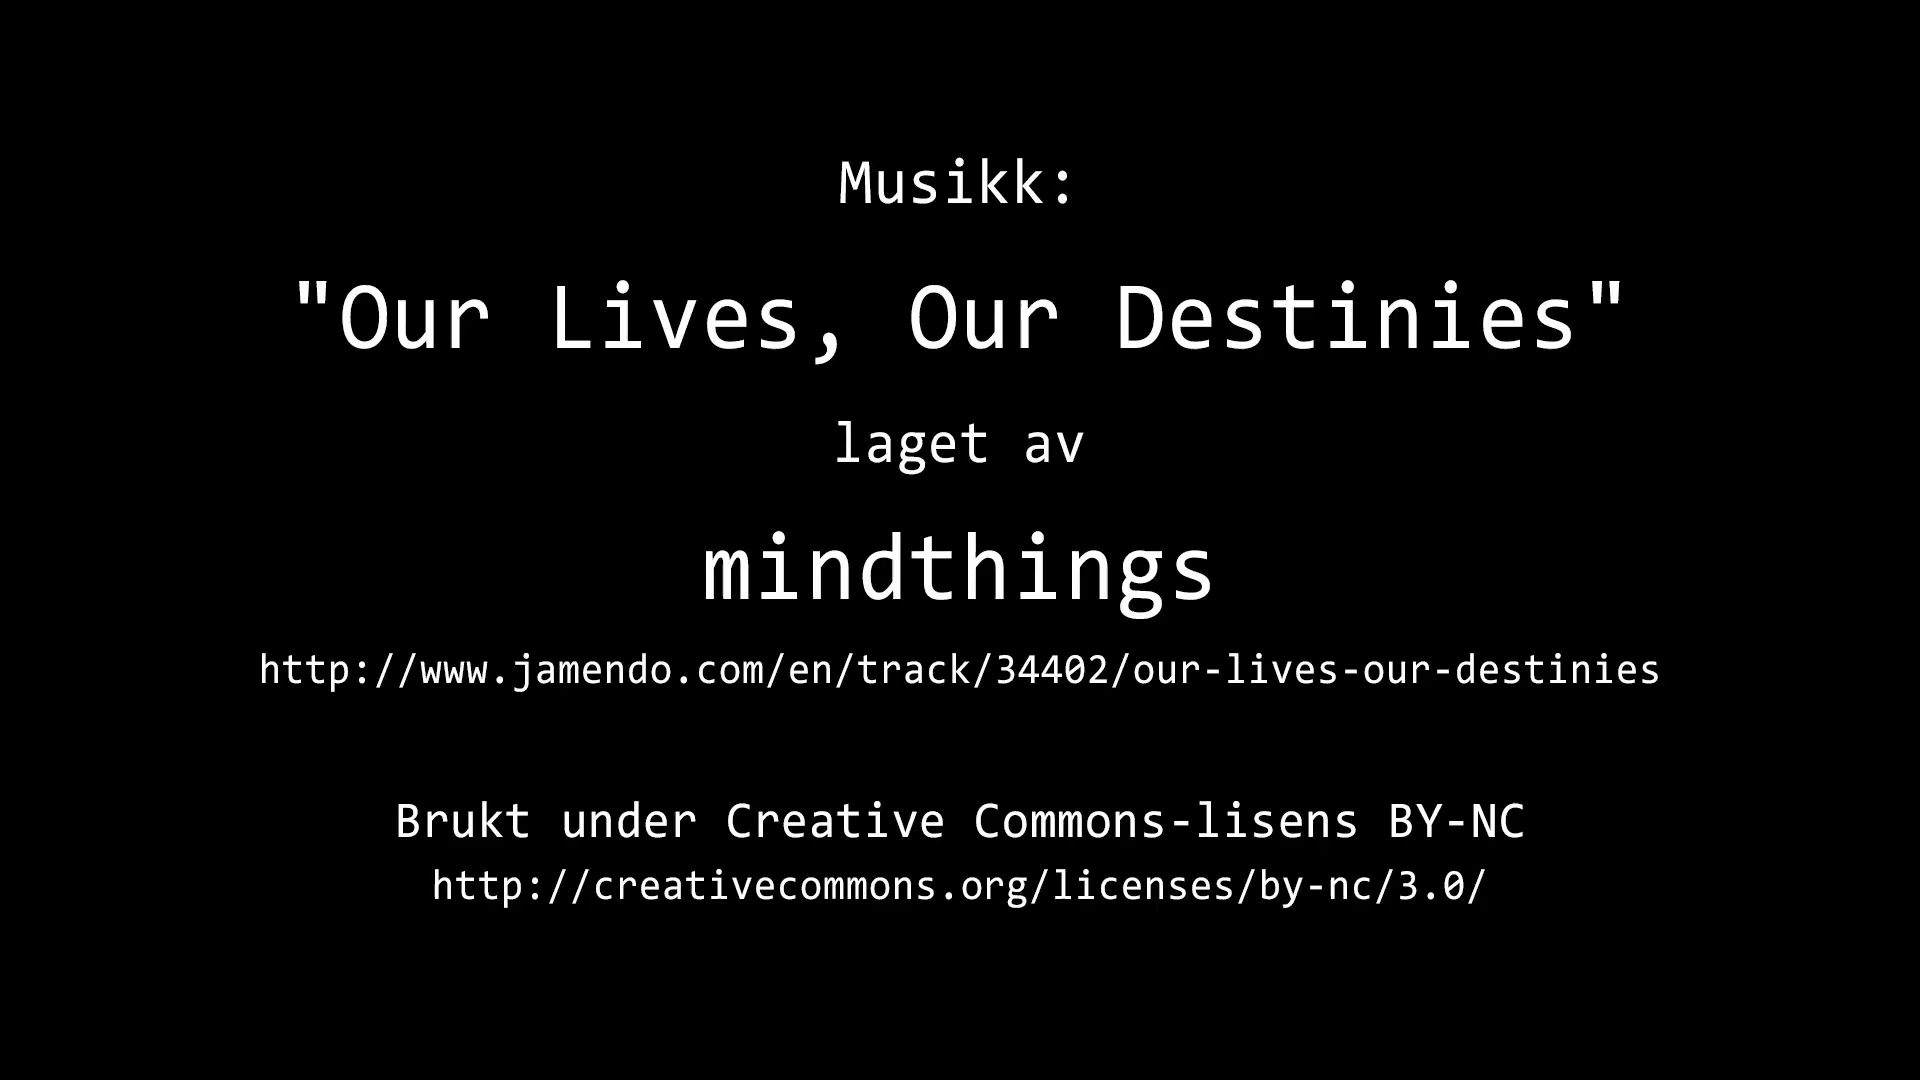 Musikk:
"Our Lives, Our Destinies"
laget av
mindthings
http://www.jamendo.com/en/track/34402/our-lives-our-destinies
Brukt under Creative Commons-lisens BY-NC
http://creativecommons.org/licenses/by-nc/3.0/